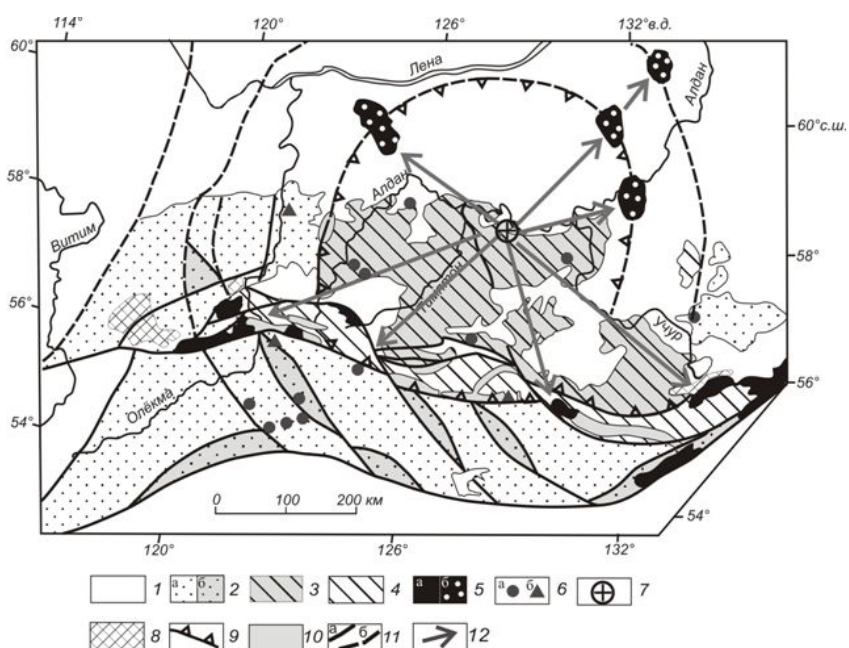 114° 120° 126° 132°в.д.
60°
Лена
Алдан
60°с.ш.
58°
Алдан
Витим
58°
Тимптон
56°
Учур
56°
Олёкма
54°
0 100 200 км
54°
120° 126° 132°
1 а б 2 3 4 а б 5 а б 6 7
8 9 10 а б 11 12